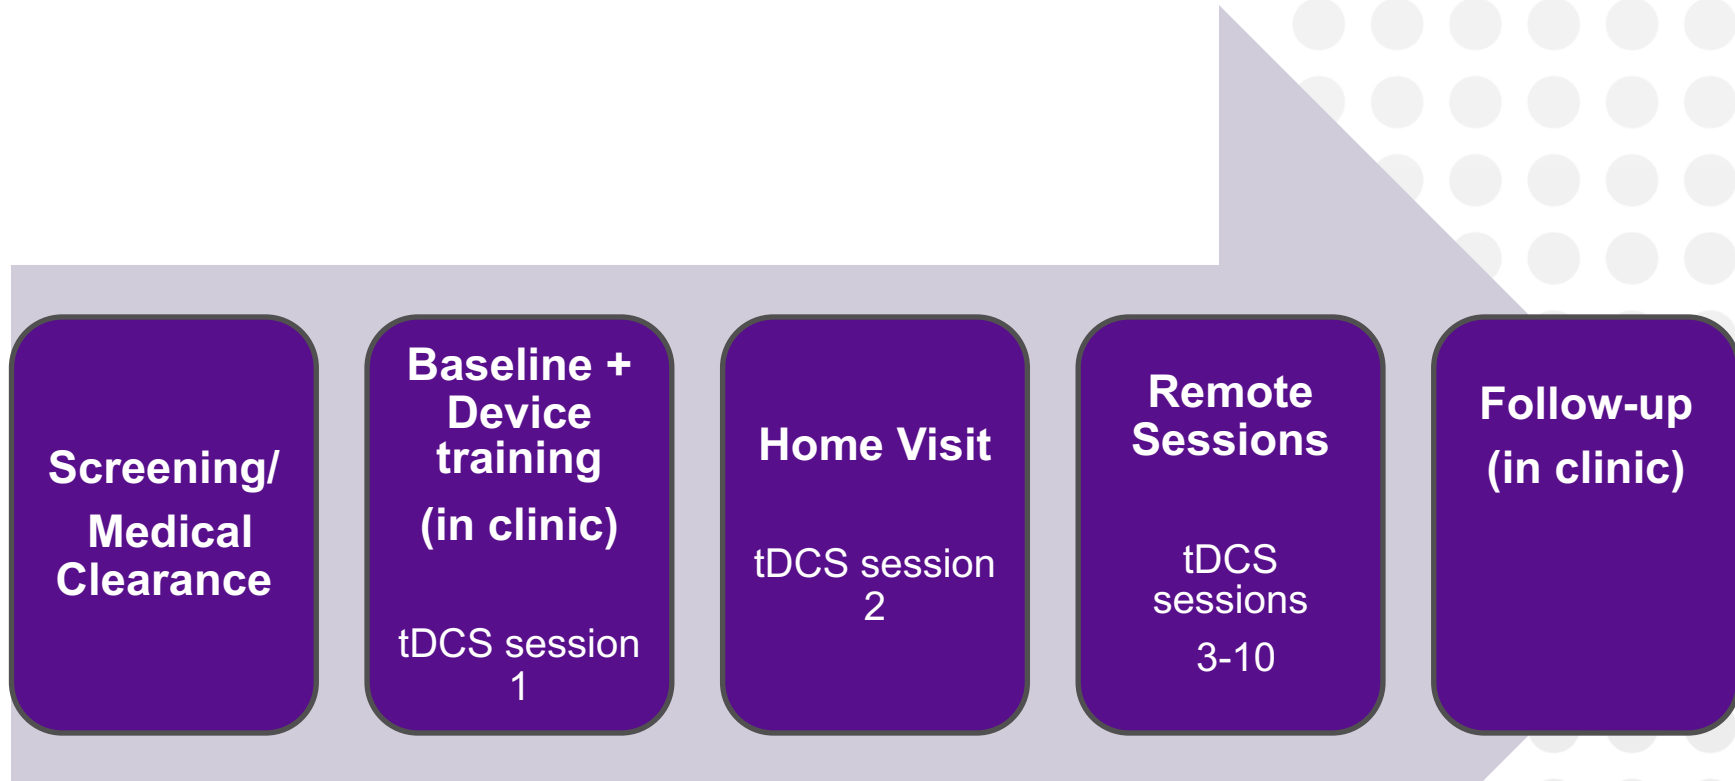 Screening/
Medical
Clearance
Baseline +
Device
training
(in clinic)
tDCS session
1
Home Visit
tDCS session
2
Remote
Sessions
tDCS
sessions
3-10
Follow-up
(in clinic)